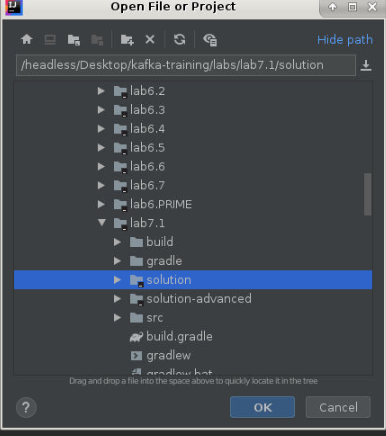 Open File or Project
Hide path
/headless/Desktop/kafka-training/labs/lab7.1/solution
lab6.2
lab6.3
lab6.4
lab6.5
lab6.6
lab6.7
lab6.PRIME
lab7.1
build
gradle
solution
solution-advanced
src
build.gradle
gradlew
gradlew.bat
Drag and drop a file into the space above to quickly locate it in the tree
?
OK
Cancel